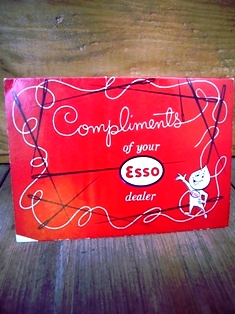 Compliments
of your
Esso
dealer